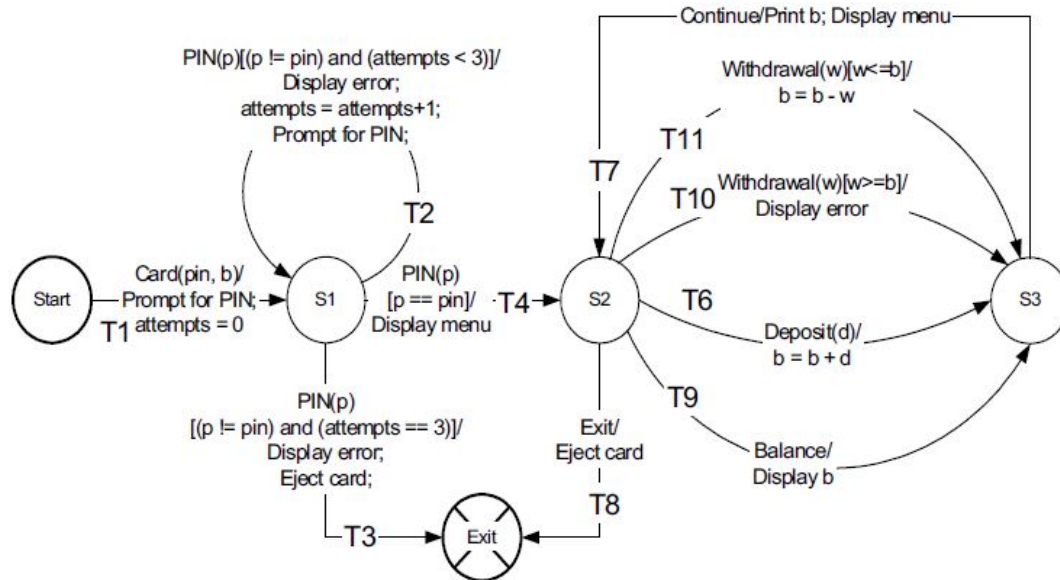 Continue/Print b; Display menu
PIN(p)[(p != pin) and (attempts < 3)]/
Display error;
attempts = attempts+1;
Prompt for PIN;
Withdrawal(w)[w<=b]/
b = b - w
T11
T7
Withdrawal(w)[w>=b]/
Display error
T10
T2
Start
Card(pin, b)/
Prompt for PIN;
attempts = 0
T1
S1
PIN(p)
[p == pin]/
Display menu
T4
S2
T6
S3
Deposit(d)/
b = b + d
T9
PIN(p)
[(p != pin) and (attempts == 3)]/
Display error;
Eject card;
Exit/
Eject card
Balance/
Display b
T8
T3
Exit